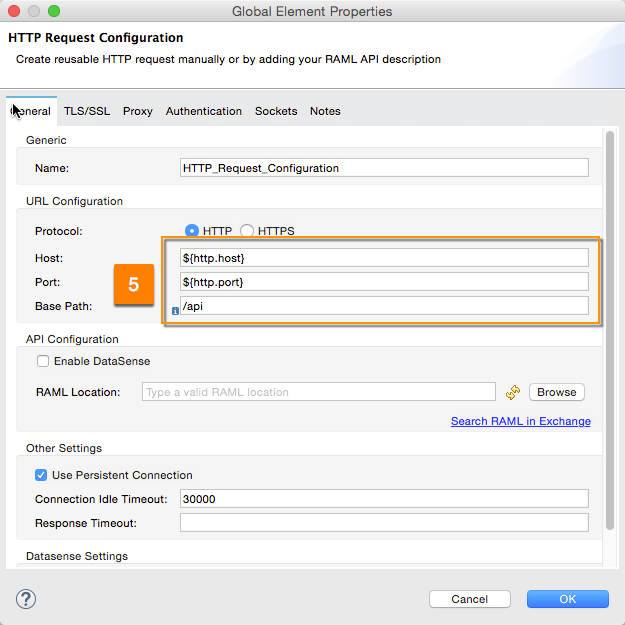 Global Element Properties
HTTP Request Configuration
Create reusable HTTP request manually or by adding your RAML API description
General TLS/SSL Proxy Authentication Sockets Notes
Generic
Name: HTTP_Request_Configuration
URL Configuration
Protocol: HTTP HTTPS
Host: ${http.host}
5 Port: ${http.port}
Base Path: i /api
API Configuration
Enable DataSense
RAML Location: Type a valid RAML location Browse
Search RAML in Exchange
Other Settings
Use Persistent Connection
Connection Idle Timeout: 30000
Response Timeout:
Datasense Settings
? Cancel OK